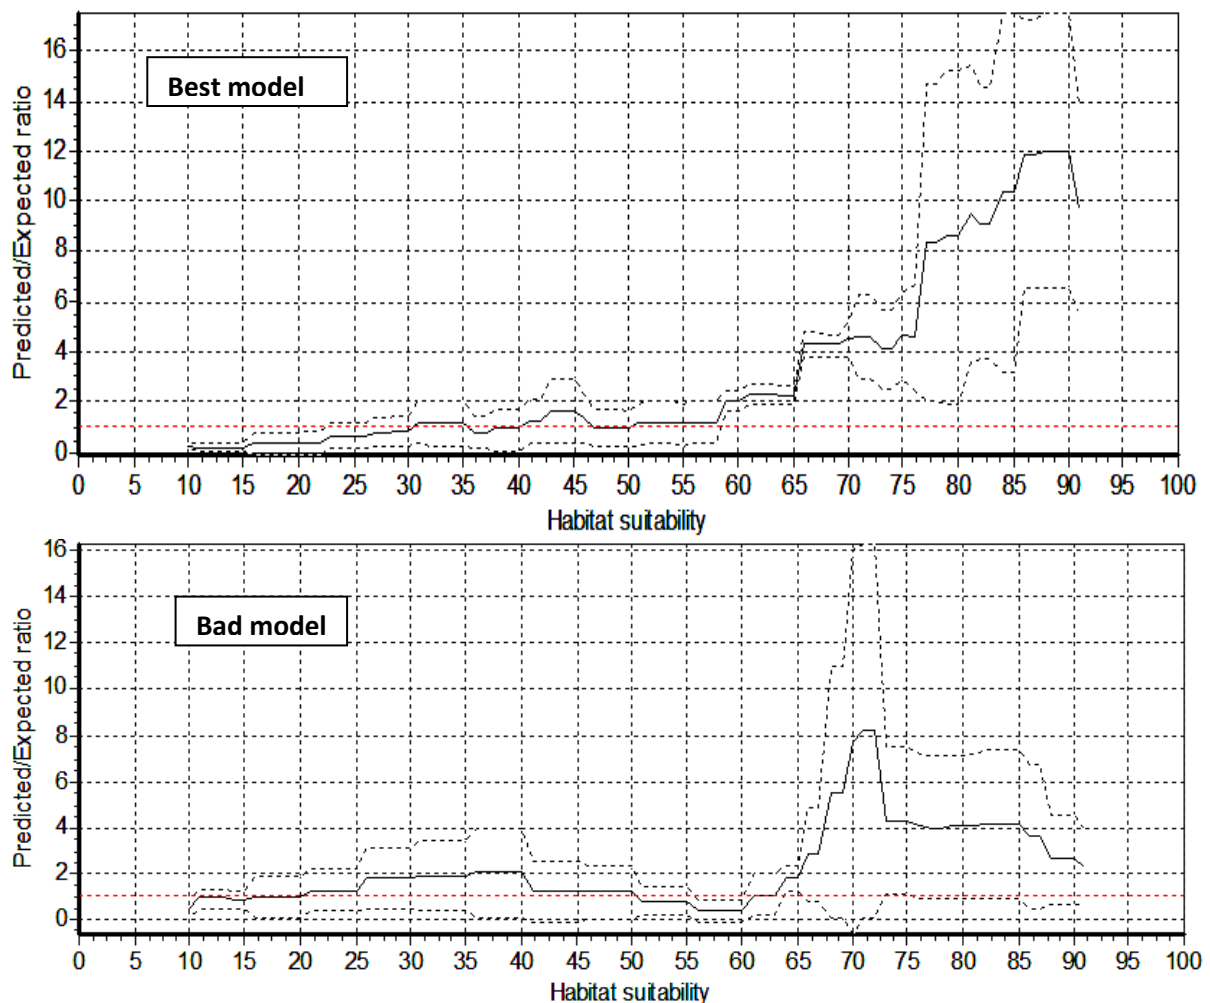 Best model
Predicted/Expected ratio
16
14
12
10
8
6
4
2
0
0 5 10 15 20 25 30 35 40 45 50 55 60 65 70 75 80 85 90 95 100
Habitat suitability
Bad model
Predicted/Expected ratio
16
14
12
10
8
6
4
2
0
0 5 10 15 20 25 30 35 40 45 50 55 60 65 70 75 80 85 90 95 100
Habitat suitability